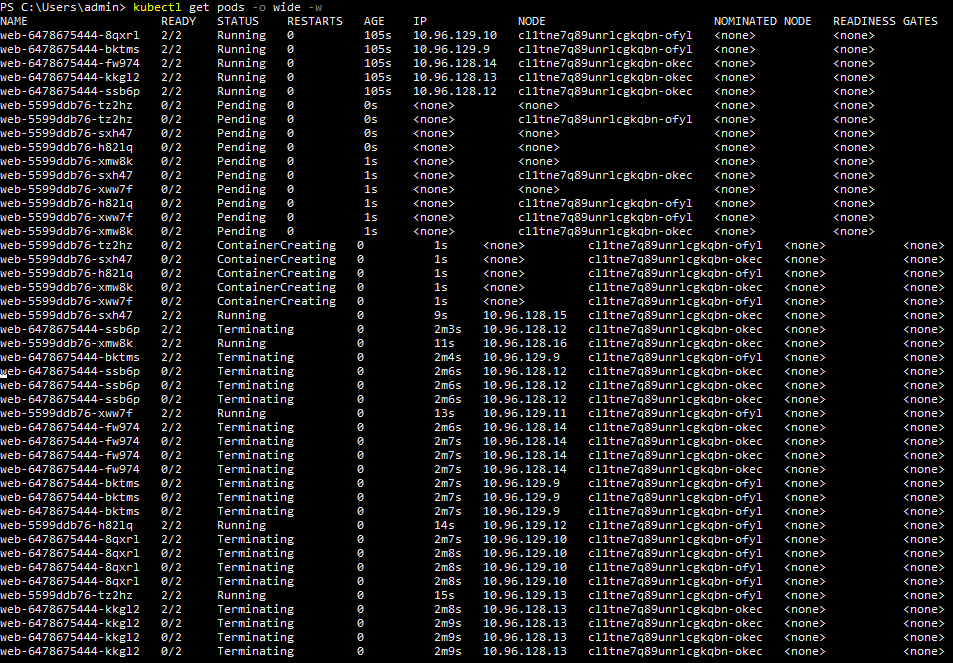 PS C:\Users\admin> kubectl get pods -o wide -w
NAME READY STATUS RESTARTS AGE IP NODE NOMINATED NODE READINESS GATES
web-6478675444-8qxrl 2/2 Running 0 105s 10.96.129.10 cl1tne7q89unrlcgkqbn-ofyl <none> <none>
web-6478675444-bktms 2/2 Running 0 105s 10.96.129.9 cl1tne7q89unrlcgkqbn-ofyl <none> <none>
web-6478675444-fw974 2/2 Running 0 105s 10.96.128.14 cl1tne7q89unrlcgkqbn-okec <none> <none>
web-6478675444-kkgl2 2/2 Running 0 105s 10.96.128.13 cl1tne7q89unrlcgkqbn-okec <none> <none>
web-6478675444-ssb6p 2/2 Running 0 105s 10.96.128.12 cl1tne7q89unrlcgkqbn-okec <none> <none>
web-5599ddb76-tz2hz 0/2 Pending 0 0s <none> <none> <none> <none>
web-5599ddb76-tz2hz 0/2 Pending 0 0s <none> cl1tne7q89unrlcgkqbn-ofyl <none> <none>
web-5599ddb76-sxh47 0/2 Pending 0 0s <none> <none> <none> <none>
web-5599ddb76-h82lq 0/2 Pending 0 0s <none> <none> <none> <none>
web-5599ddb76-xmw8k 0/2 Pending 0 1s <none> <none> <none> <none>
web-5599ddb76-sxh47 0/2 Pending 0 1s <none> cl1tne7q89unrlcgkqbn-okec <none> <none>
web-5599ddb76-xww7f 0/2 Pending 0 1s <none> <none> <none> <none>
web-5599ddb76-h82lq 0/2 Pending 0 1s <none> cl1tne7q89unrlcgkqbn-ofyl <none> <none>
web-5599ddb76-xww7f 0/2 Pending 0 1s <none> cl1tne7q89unrlcgkqbn-ofyl <none> <none>
web-5599ddb76-xmw8k 0/2 Pending 0 1s <none> cl1tne7q89unrlcgkqbn-okec <none> <none>
web-5599ddb76-tz2hz 0/2 ContainerCreating 0 1s <none> cl1tne7q89unrlcgkqbn-ofyl <none> <none>
web-5599ddb76-sxh47 0/2 ContainerCreating 0 1s <none> cl1tne7q89unrlcgkqbn-okec <none> <none>
web-5599ddb76-h82lq 0/2 ContainerCreating 0 1s <none> cl1tne7q89unrlcgkqbn-ofyl <none> <none>
web-5599ddb76-xmw8k 0/2 ContainerCreating 0 1s <none> cl1tne7q89unrlcgkqbn-okec <none> <none>
web-5599ddb76-xww7f 0/2 ContainerCreating 0 1s <none> cl1tne7q89unrlcgkqbn-ofyl <none> <none>
web-5599ddb76-sxh47 2/2 Running 0 9s 10.96.128.15 cl1tne7q89unrlcgkqbn-okec <none> <none>
web-6478675444-ssb6p 2/2 Terminating 0 2m3s 10.96.128.12 cl1tne7q89unrlcgkqbn-okec <none> <none>
web-5599ddb76-xmw8k 2/2 Running 0 11s 10.96.128.16 cl1tne7q89unrlcgkqbn-okec <none> <none>
web-6478675444-bktms 2/2 Terminating 0 2m4s 10.96.129.9 cl1tne7q89unrlcgkqbn-ofyl <none> <none>
web-6478675444-ssb6p 0/2 Terminating 0 2m6s 10.96.128.12 cl1tne7q89unrlcgkqbn-okec <none> <none>
web-6478675444-ssb6p 0/2 Terminating 0 2m6s 10.96.128.12 cl1tne7q89unrlcgkqbn-okec <none> <none>
web-6478675444-ssb6p 0/2 Terminating 0 2m6s 10.96.128.12 cl1tne7q89unrlcgkqbn-okec <none> <none>
web-5599ddb76-xww7f 2/2 Running 0 13s 10.96.129.11 cl1tne7q89unrlcgkqbn-ofyl <none> <none>
web-6478675444-fw974 2/2 Terminating 0 2m6s 10.96.128.14 cl1tne7q89unrlcgkqbn-okec <none> <none>
web-6478675444-fw974 0/2 Terminating 0 2m7s 10.96.128.14 cl1tne7q89unrlcgkqbn-okec <none> <none>
web-6478675444-fw974 0/2 Terminating 0 2m7s 10.96.128.14 cl1tne7q89unrlcgkqbn-okec <none> <none>
web-6478675444-fw974 0/2 Terminating 0 2m7s 10.96.128.14 cl1tne7q89unrlcgkqbn-okec <none> <none>
web-6478675444-bktms 0/2 Terminating 0 2m7s 10.96.129.9 cl1tne7q89unrlcgkqbn-ofyl <none> <none>
web-6478675444-bktms 0/2 Terminating 0 2m7s 10.96.129.9 cl1tne7q89unrlcgkqbn-ofyl <none> <none>
web-6478675444-bktms 0/2 Terminating 0 2m7s 10.96.129.9 cl1tne7q89unrlcgkqbn-ofyl <none> <none>
web-5599ddb76-h82lq 2/2 Running 0 14s 10.96.129.12 cl1tne7q89unrlcgkqbn-ofyl <none> <none>
web-6478675444-8qxrl 2/2 Terminating 0 2m7s 10.96.129.10 cl1tne7q89unrlcgkqbn-ofyl <none> <none>
web-6478675444-8qxrl 0/2 Terminating 0 2m8s 10.96.129.10 cl1tne7q89unrlcgkqbn-ofyl <none> <none>
web-6478675444-8qxrl 0/2 Terminating 0 2m8s 10.96.129.10 cl1tne7q89unrlcgkqbn-ofyl <none> <none>
web-6478675444-8qxrl 0/2 Terminating 0 2m8s 10.96.129.10 cl1tne7q89unrlcgkqbn-ofyl <none> <none>
web-5599ddb76-tz2hz 2/2 Running 0 15s 10.96.129.13 cl1tne7q89unrlcgkqbn-ofyl <none> <none>
web-6478675444-kkgl2 2/2 Terminating 0 2m8s 10.96.128.13 cl1tne7q89unrlcgkqbn-okec <none> <none>
web-6478675444-kkgl2 0/2 Terminating 0 2m9s 10.96.128.13 cl1tne7q89unrlcgkqbn-okec <none> <none>
web-6478675444-kkgl2 0/2 Terminating 0 2m9s 10.96.128.13 cl1tne7q89unrlcgkqbn-okec <none> <none>
web-6478675444-kkgl2 0/2 Terminating 0 2m9s 10.96.128.13 cl1tne7q89unrlcgkqbn-okec <none> <none>